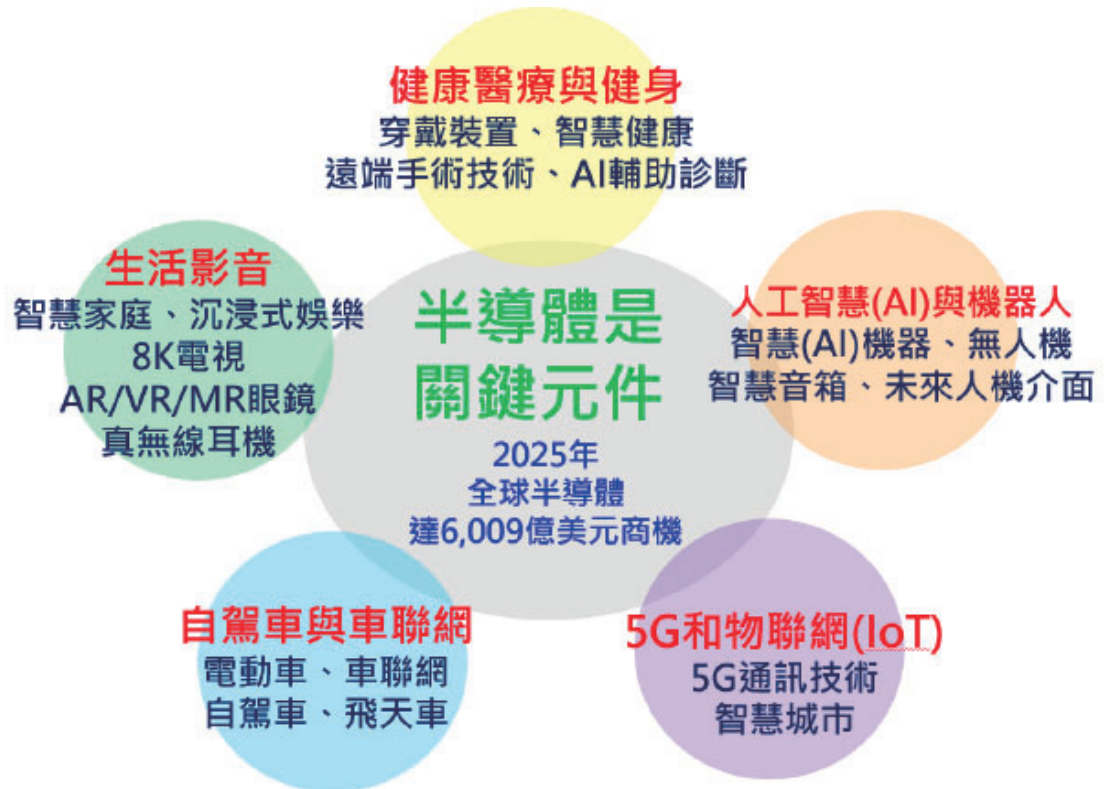 健康醫療與健身
穿戴裝置、智慧健康
遠端手術技術、AI輔助診斷
生活影音
智慧家庭、沉浸式娛樂
8K電視
AR/VR/MR眼鏡
真無線耳機
半導體是
關鍵元件
2025年
全球半導體
達6,009億美元商機
人工智慧(AI)與機器人
智慧(AI)機器、無人機
智慧音箱、未來人機介面
自駕車與車聯網
電動車、車聯網
自駕車、飛天車
5G和物聯網(IoT)
5G通訊技術
智慧城市